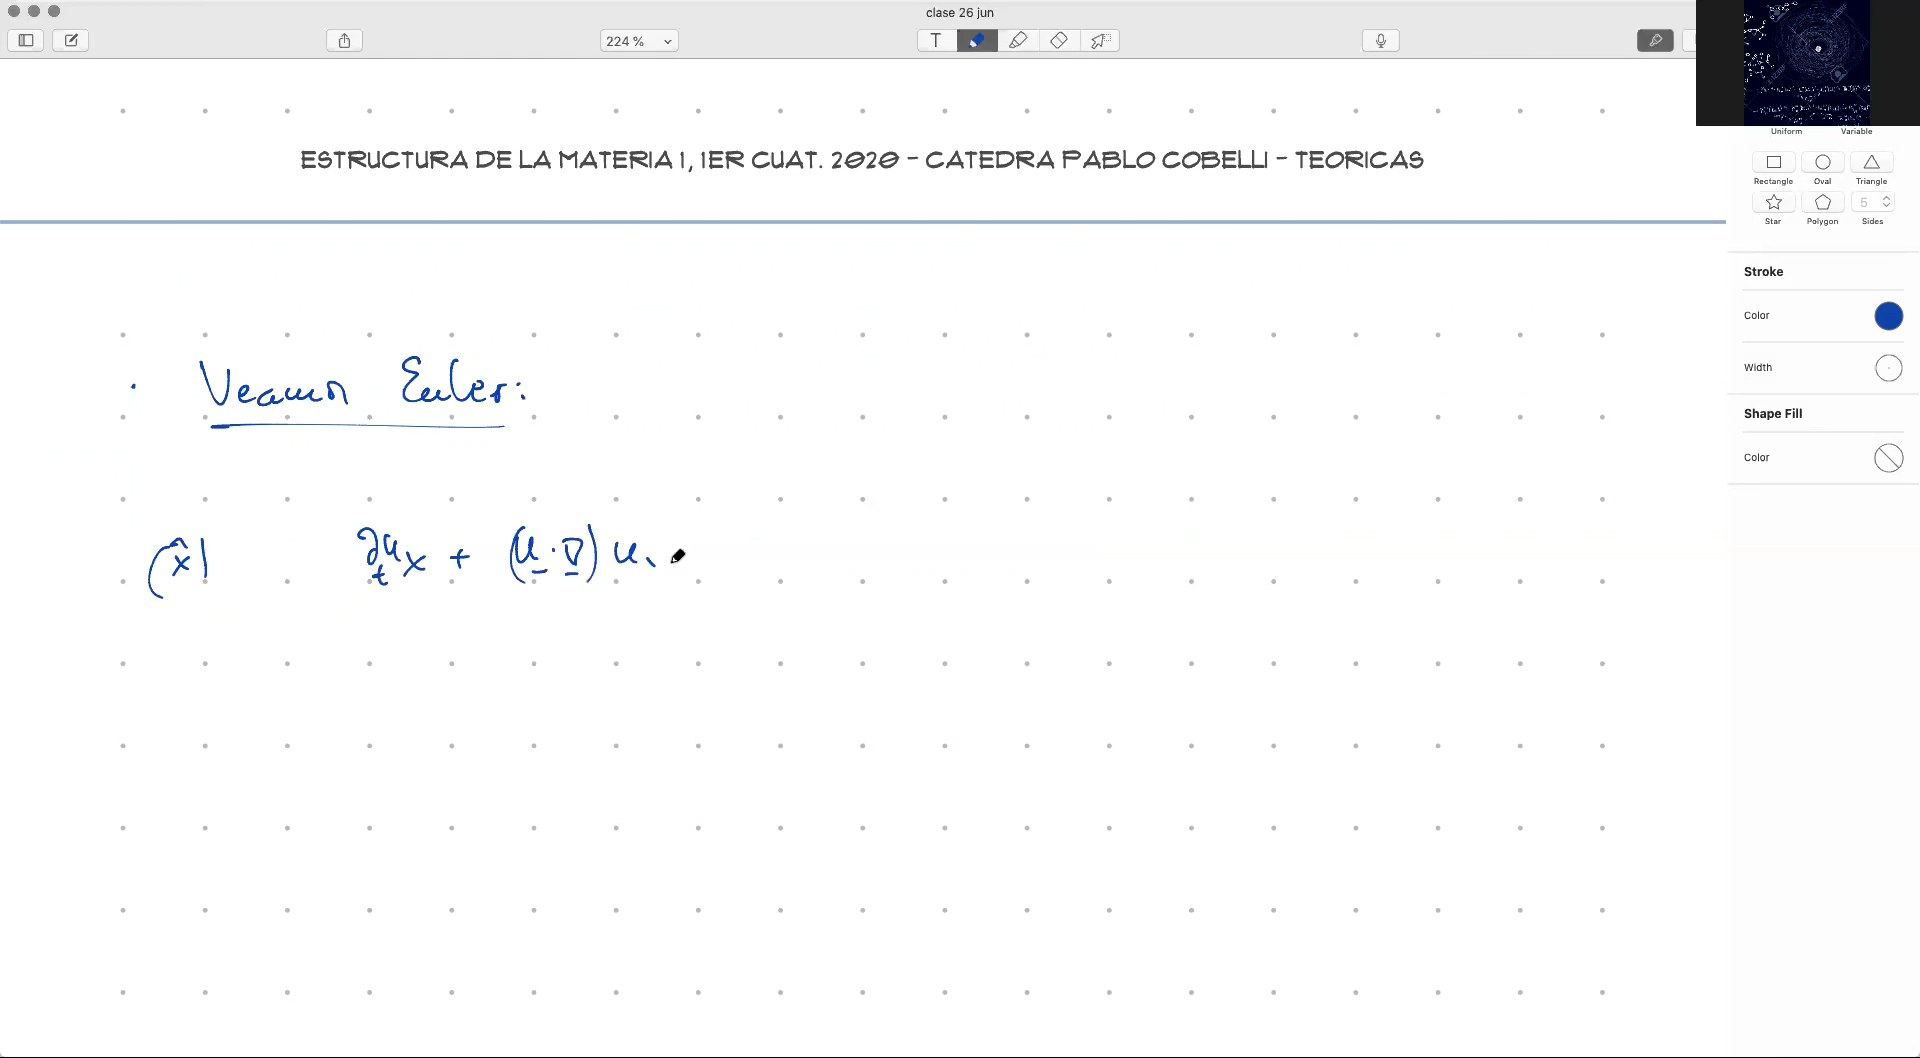 clase 26 jun
224 %
T
Uniform Variable
ESTRUCTURA DE LA MATERIA 1, 1ER CUAT. 2020 - CATEDRA PABLO COBELLI - TEORICAS
Rectangle Oval Triangle
5
Star Polygon Sides
Stroke
Color
Width
Shape Fill
Color
· Veamos Euler:
(x̂| ∂ₜuₓ + (u·∇) u